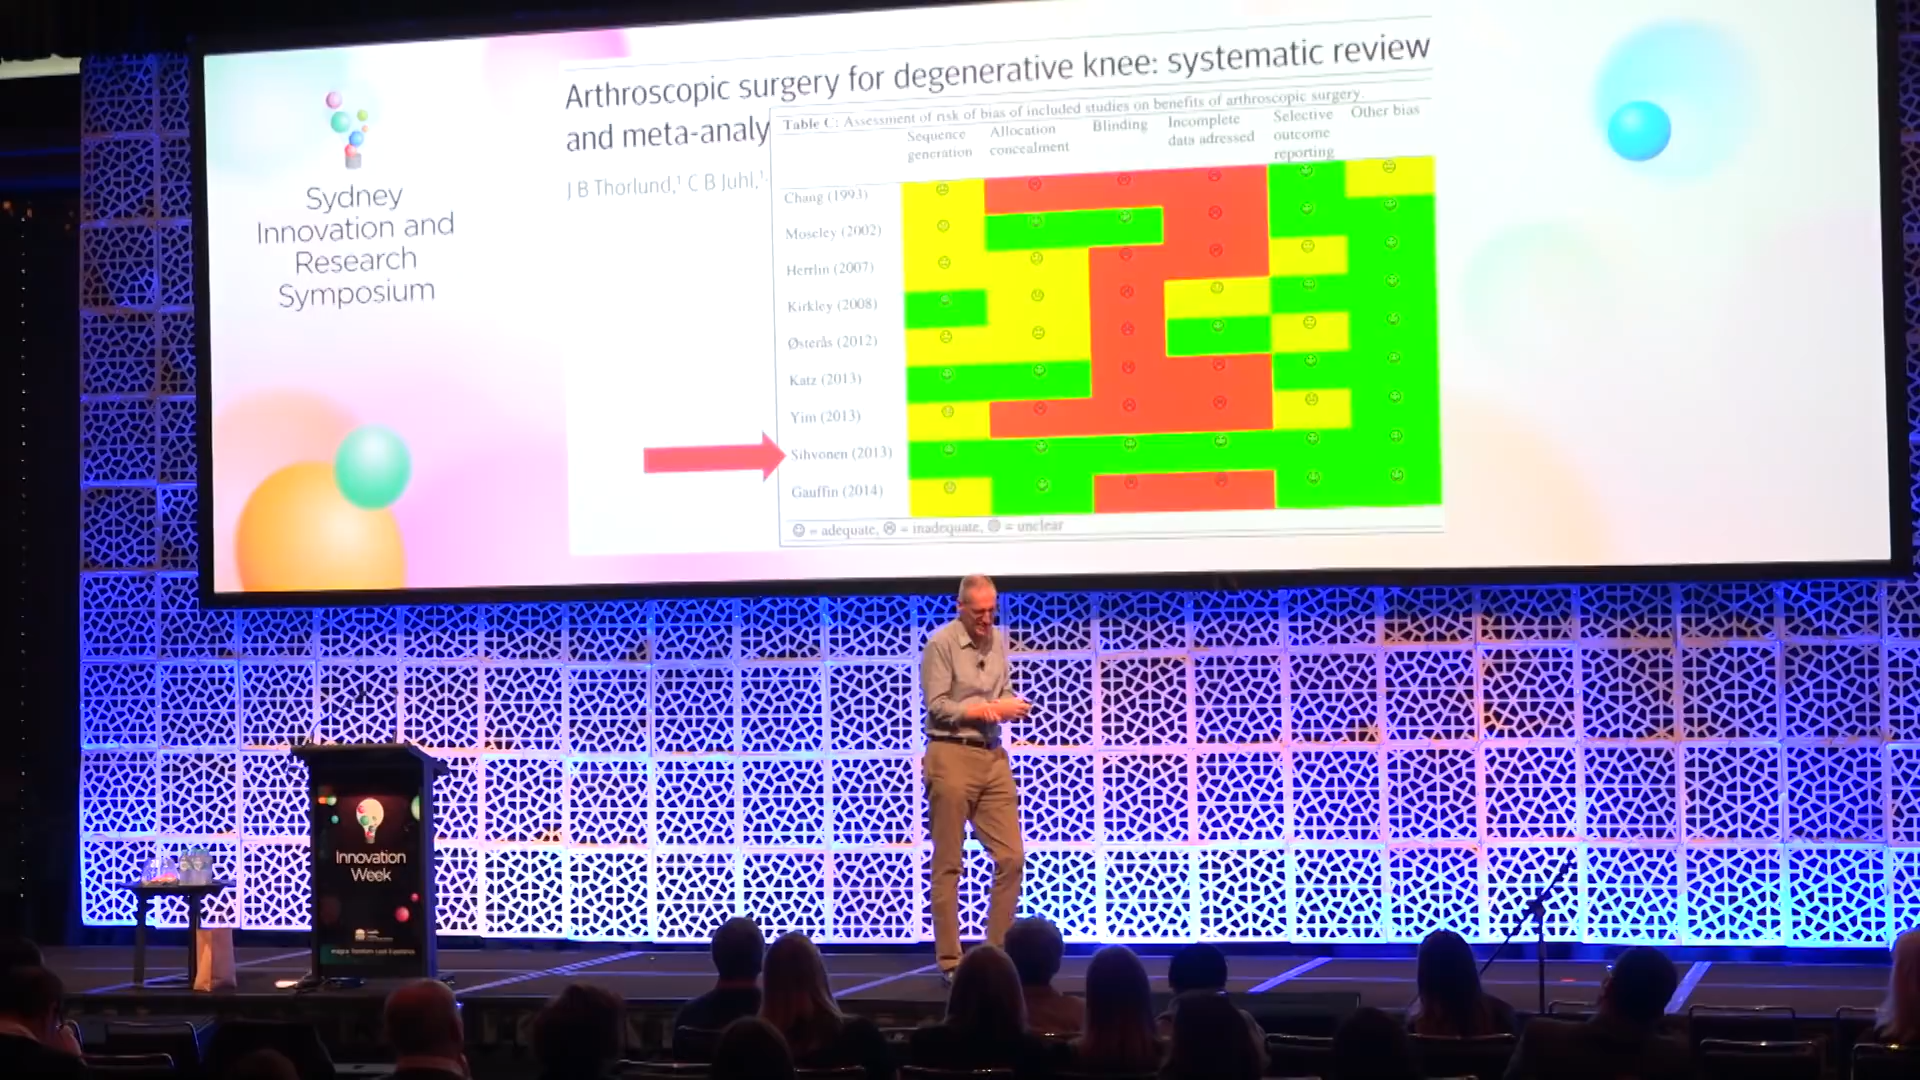 Sydney
Innovation and
Research
Symposium
Arthroscopic surgery for degenerative knee: systematic review
and meta-analy
J B Thorlund,¹ C B Juhl,¹,
Table C: Assessment of risk of bias of included studies on benefits of arthroscopic surgery.
Sequence generation
Allocation concealment
Blinding
Incomplete data adressed
Selective outcome reporting
Other bias
Chang (1993)
Moseley (2002)
Herrlin (2007)
Kirkley (2008)
Østerås (2012)
Katz (2013)
Yim (2013)
Sihvonen (2013)
Gauffin (2014)
☺ = adequate, ☹ = inadequate, 😐 = unclear
Innovation
Week